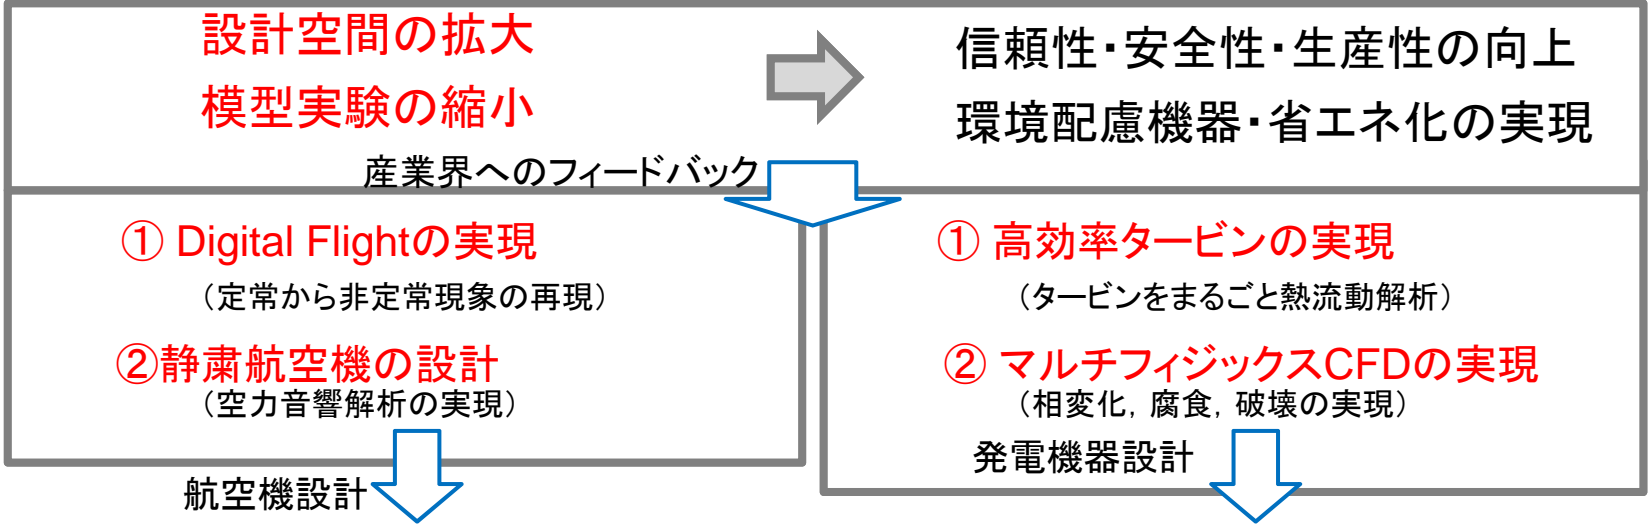 設計空間の拡大
模型実験の縮小
信頼性・安全性・生産性の向上
環境配慮機器・省エネ化の実現
産業界へのフィードバック
① Digital Flightの実現
（定常から非定常現象の再現）
②静粛航空機の設計
（空力音響解析の実現）
航空機設計
① 高効率タービンの実現
（タービンをまるごと熱流動解析）
② マルチフィジックスCFDの実現
（相変化，腐食，破壊の実現）
発電機器設計